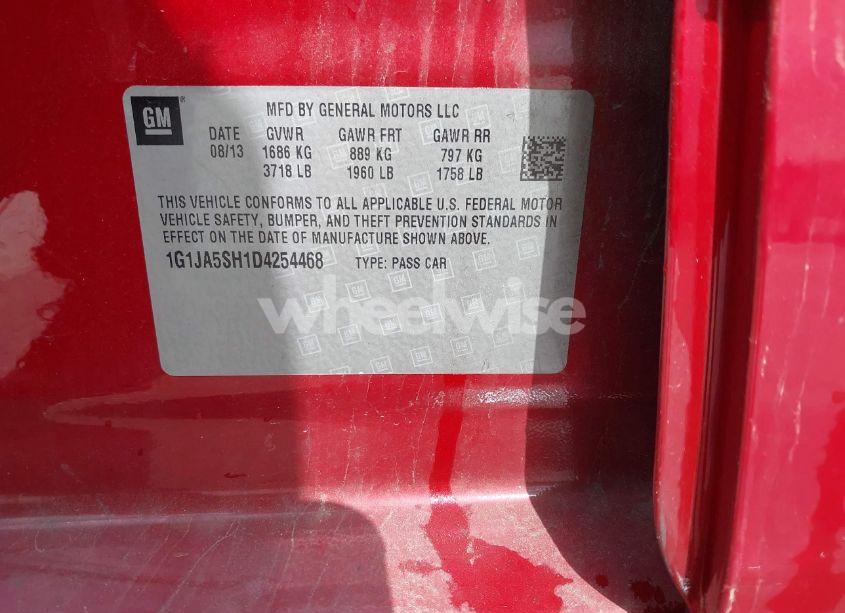 GM
MFD BY GENERAL MOTORS LLC
DATE GVWR GAWR FRT GAWR RR
08/13 1686 KG 889 KG 797 KG
3718 LB 1960 LB 1758 LB
THIS VEHICLE CONFORMS TO ALL APPLICABLE U.S. FEDERAL MOTOR
VEHICLE SAFETY, BUMPER, AND THEFT PREVENTION STANDARDS IN
EFFECT ON THE DATE OF MANUFACTURE SHOWN ABOVE.
1G1JA5SH1D4254468 TYPE: PASS CAR
wheelwise